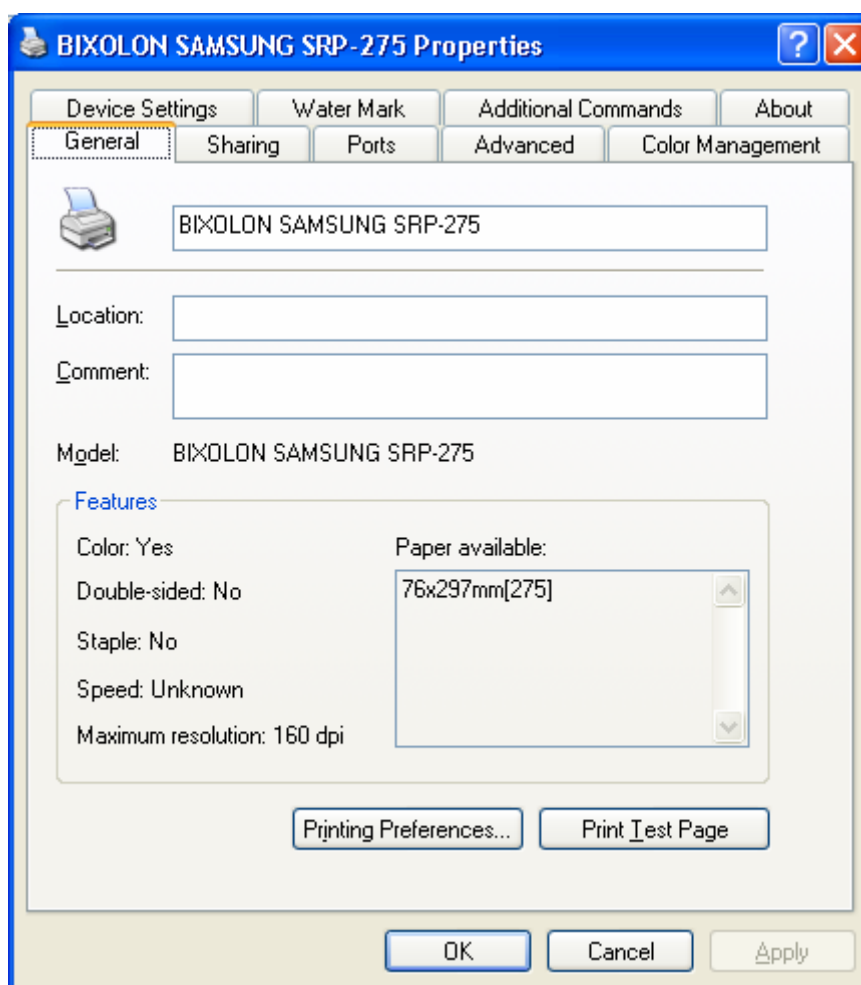 BIXOLON SAMSUNG SRP-275 Properties
Device Settings Water Mark Additional Commands About
General Sharing Ports Advanced Color Management
BIXOLON SAMSUNG SRP-275
Location:
Comment:
Model: BIXOLON SAMSUNG SRP-275
Features
Color: Yes Paper available:
Double-sided: No 76x297mm[275]
Staple: No
Speed: Unknown
Maximum resolution: 160 dpi
Printing Preferences... Print Test Page
OK Cancel Apply